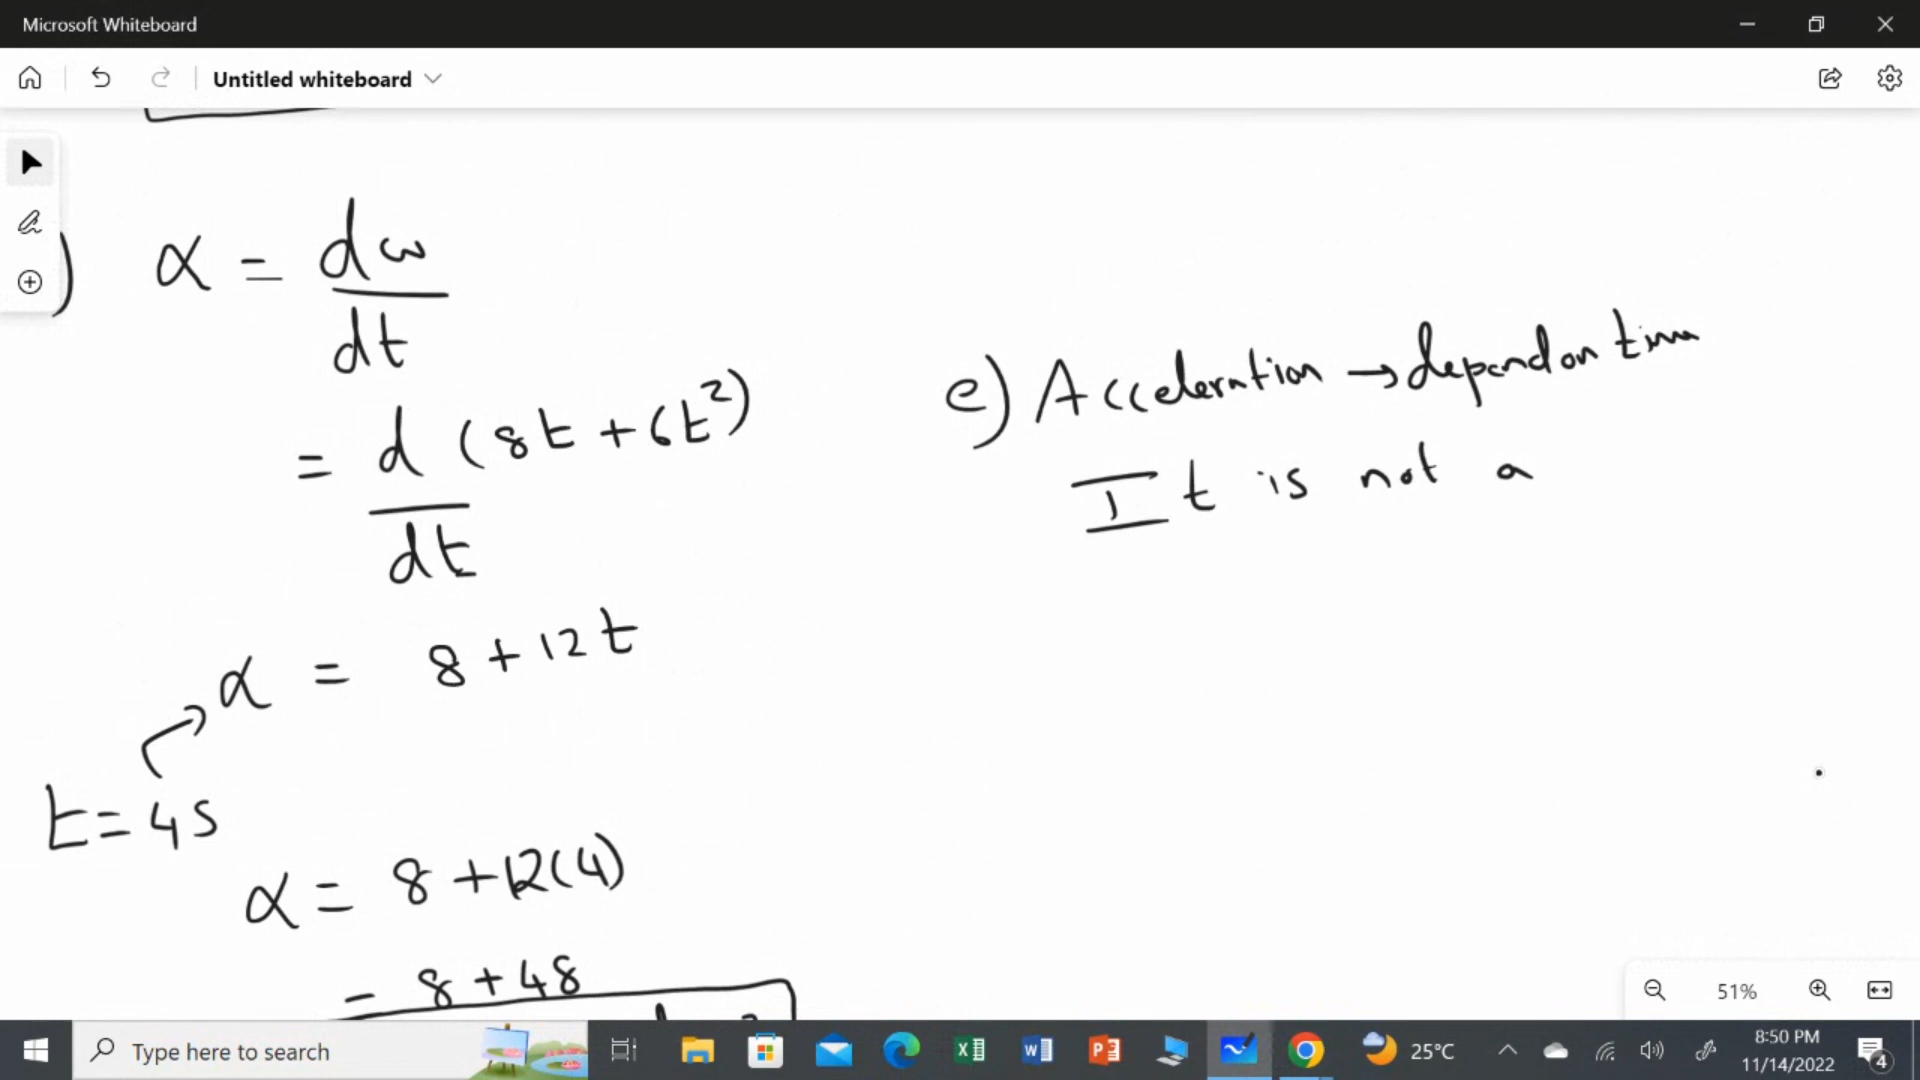 Microsoft Whiteboard
Untitled whiteboard
) α = dω
dt
= d (8t + 6t²)
dt
α = 8 + 12t
t = 4s
α = 8 + 12(4)
= 8 + 48
e) Acceleration → depend on time
It is not a
51%
Type here to search
25°C
8:50 PM
11/14/2022
4